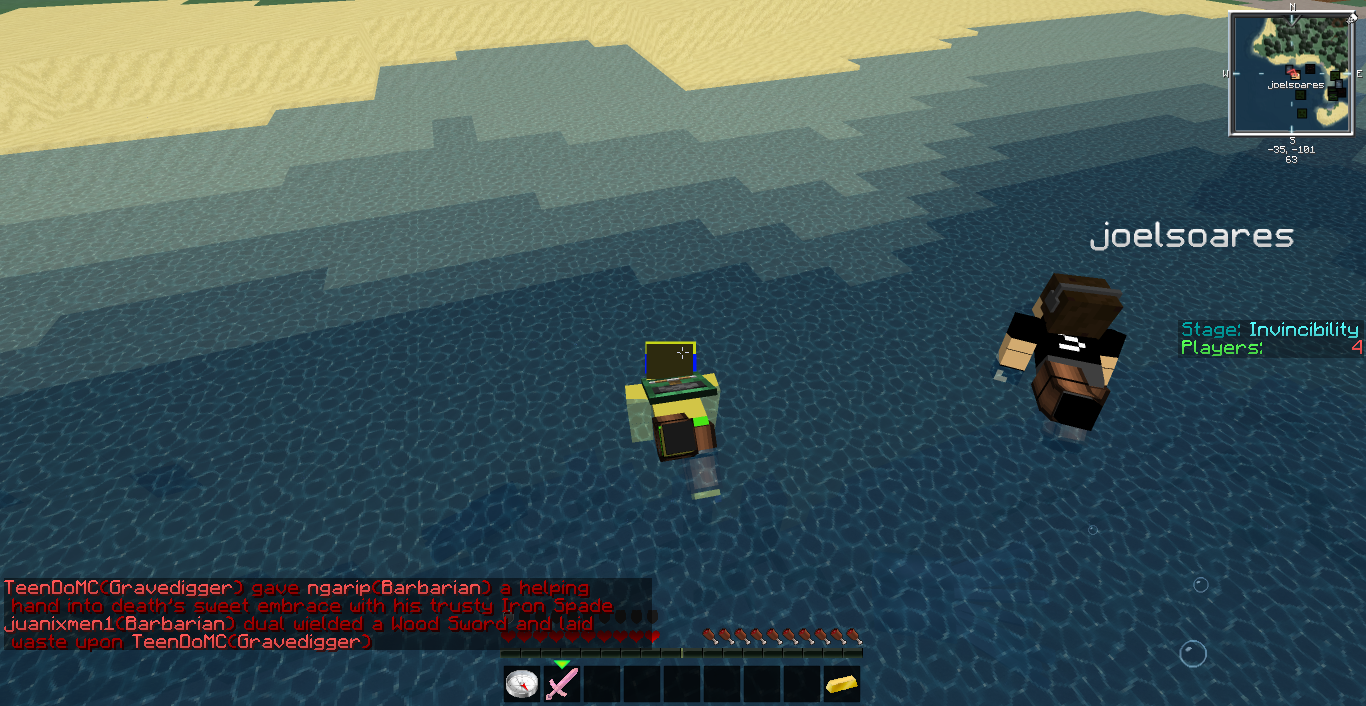 N
W
E
joelsoares
S
-35, -101
63
joelsoares
Stage: Invincibility
Players: 4
TeenDoMC(Gravedigger) gave ngarip(Barbarian) a helping
hand into death's sweet embrace with his trusty Iron Spade
juanixmen1(Barbarian) dual wielded a Woad Sword and laid
waste upon TeenDoMC(Gravedigger)